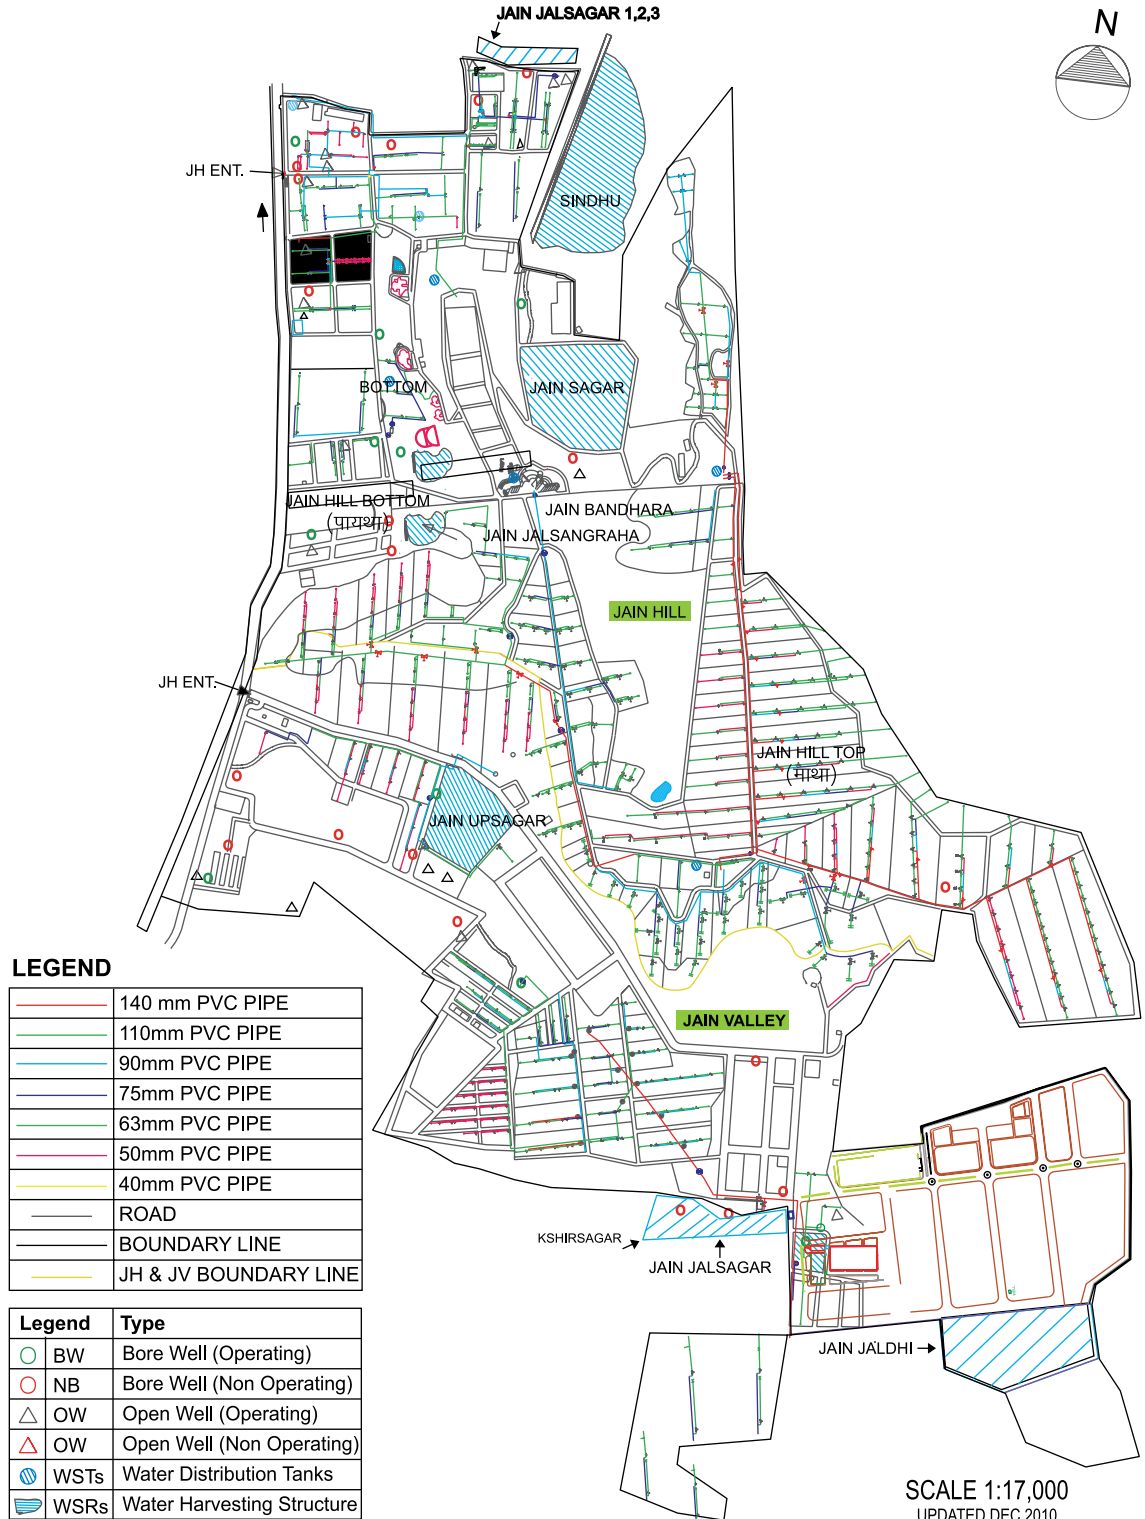 JAIN JALSAGAR 1,2,3
N
JH ENT.
SINDHU
BOTTOM
JAIN SAGAR
JAIN HILL BOTTOM
(पायथा)
JAIN BANDHARA
JAIN JALSANGRAHA
JAIN HILL
JH ENT.
JAIN HILL TOP
(माथा)
JAIN UPSAGAR
JAIN VALLEY
KSHIRSAGAR
JAIN JALSAGAR
JAIN JALDHI
LEGEND
140 mm PVC PIPE
110mm PVC PIPE
90mm PVC PIPE
75mm PVC PIPE
63mm PVC PIPE
50mm PVC PIPE
40mm PVC PIPE
ROAD
BOUNDARY LINE
JH & JV BOUNDARY LINE
Legend Type
BW Bore Well (Operating)
NB Bore Well (Non Operating)
OW Open Well (Operating)
OW Open Well (Non Operating)
WSTs Water Distribution Tanks
WSRs Water Harvesting Structure
SCALE 1:17,000
UPDATED DEC 2010